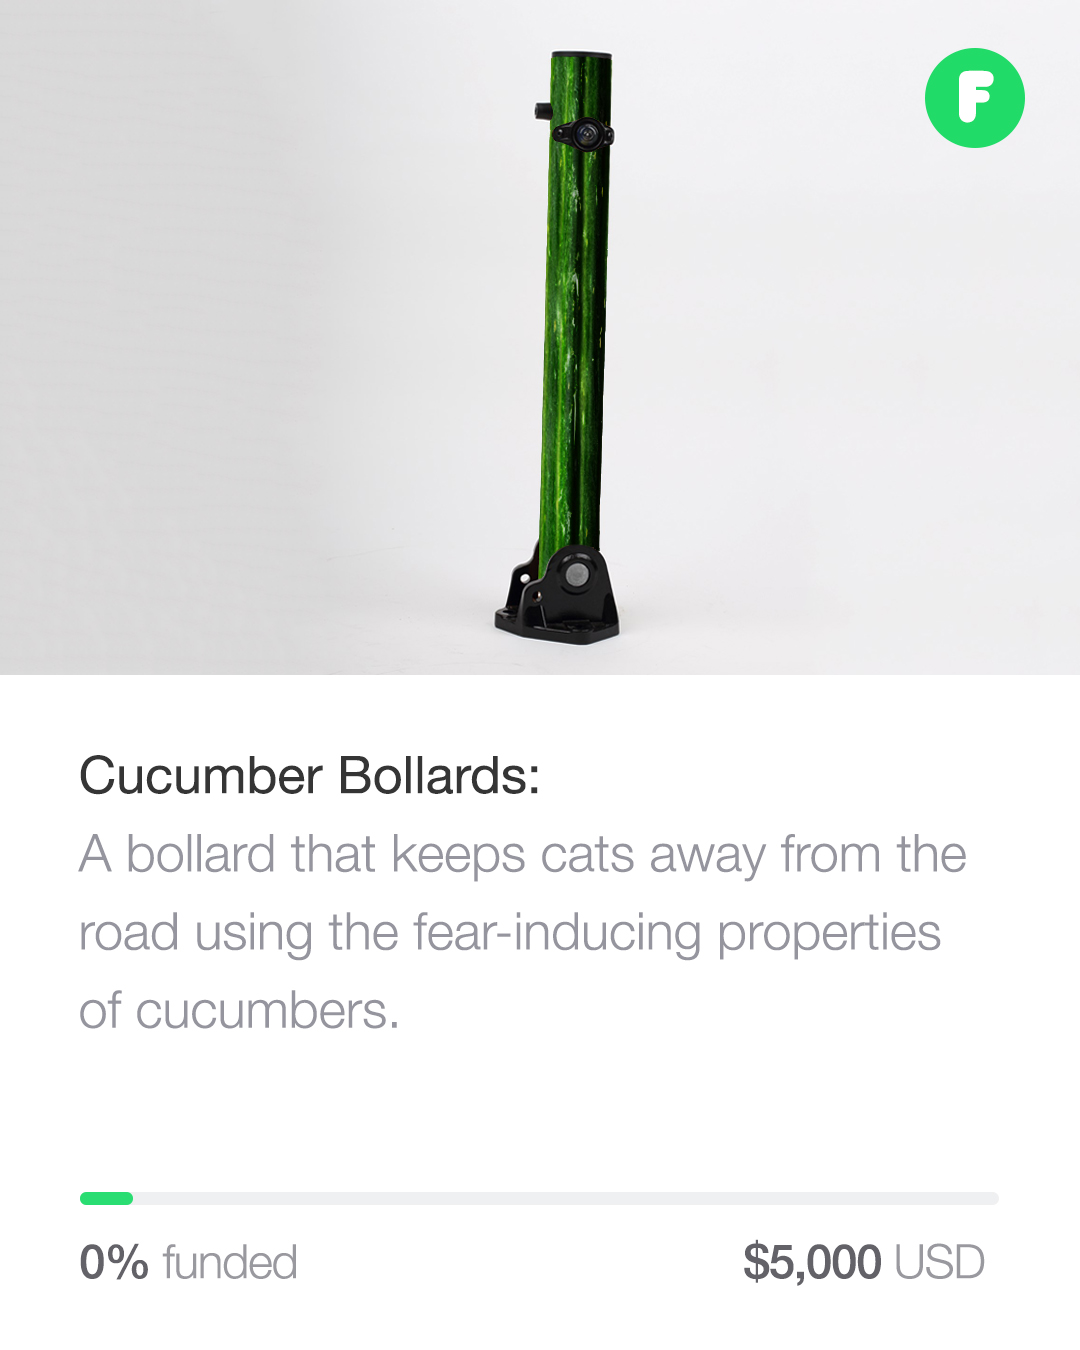 F
Cucumber Bollards:
A bollard that keeps cats away from the
road using the fear-inducing properties
of cucumbers.
0% funded
$5,000 USD